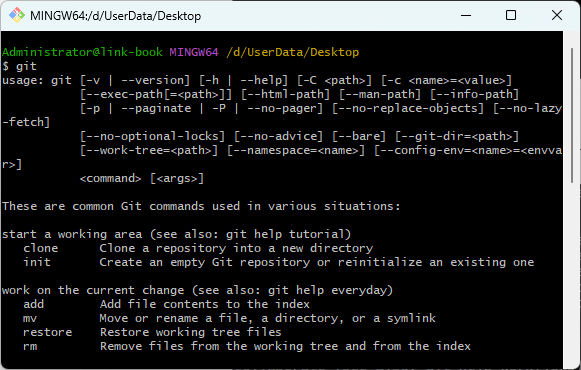 MINGW64:/d/UserData/Desktop
Administrator@link-book MINGW64 /d/UserData/Desktop
$ git
usage: git [-v | --version] [-h | --help] [-C <path>] [-c <name>=<value>]
           [--exec-path[=<path>]] [--html-path] [--man-path] [--info-path]
           [-p | --paginate | -P | --no-pager] [--no-replace-objects] [--no-lazy
-fetch]
           [--no-optional-locks] [--no-advice] [--bare] [--git-dir=<path>]
           [--work-tree=<path>] [--namespace=<name>] [--config-env=<name>=<envva
r>]
           <command> [<args>]
These are common Git commands used in various situations:
start a working area (see also: git help tutorial)
   clone      Clone a repository into a new directory
   init       Create an empty Git repository or reinitialize an existing one
work on the current change (see also: git help everyday)
   add        Add file contents to the index
   mv         Move or rename a file, a directory, or a symlink
   restore    Restore working tree files
   rm         Remove files from the working tree and from the index